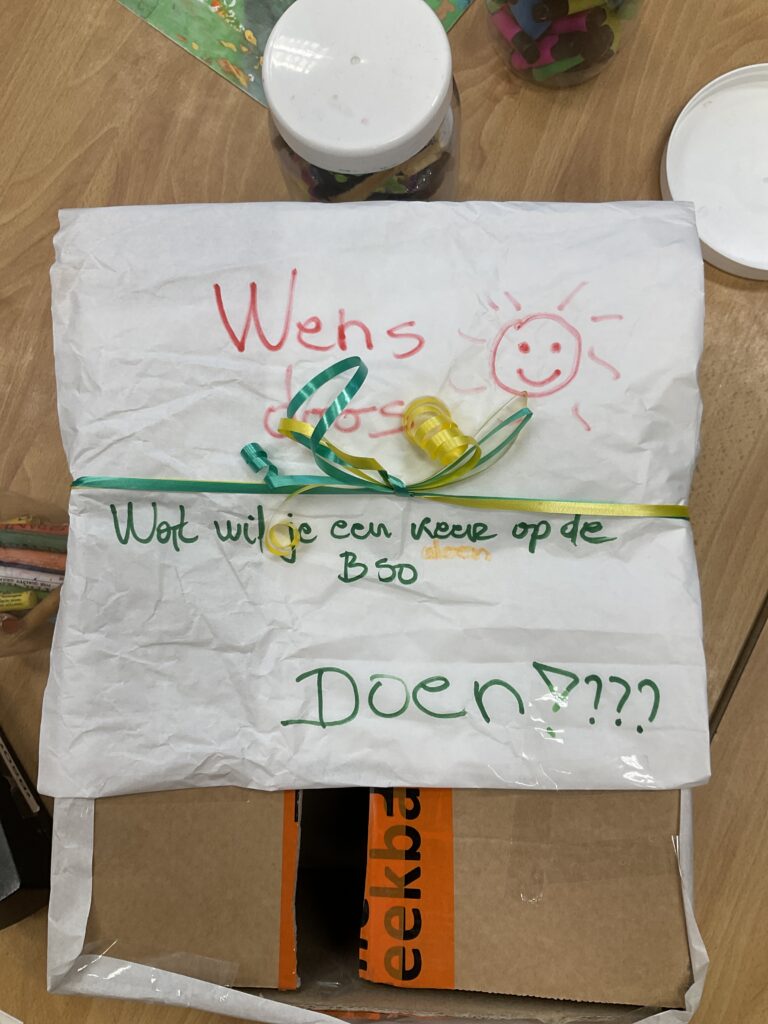 Wens
doos
Wat wil je een keer op de
doen
BSO
Doen????
eekba